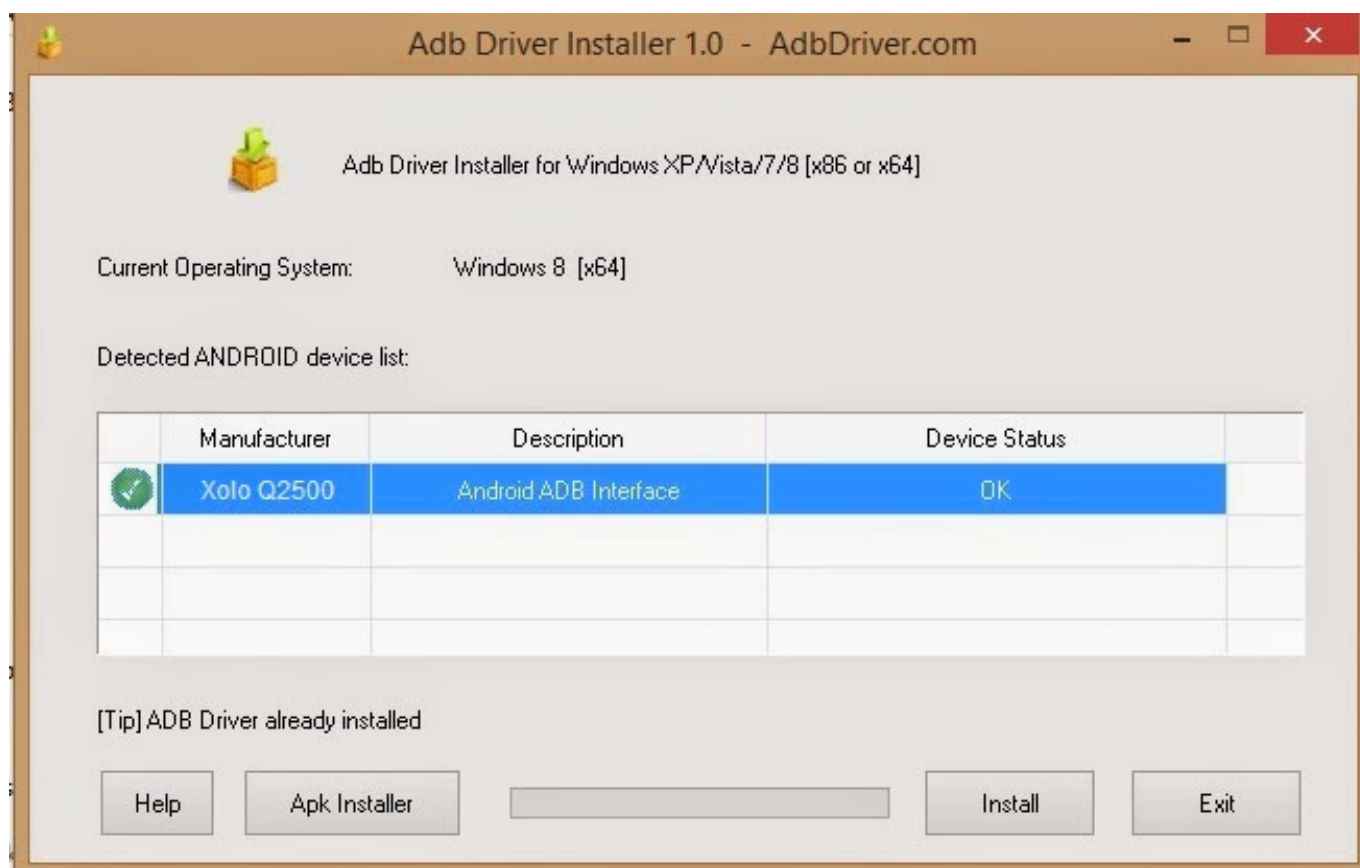 Adb Driver Installer 1.0 - AdbDriver.com
Adb Driver Installer for Windows XP/Vista/7/8 [x86 or x64]
Current Operating System: Windows 8 [x64]
Detected ANDROID device list:
Manufacturer Description Device Status
Xolo Q2500 Android ADB Interface OK
[Tip] ADB Driver already installed
Help Apk Installer Install Exit